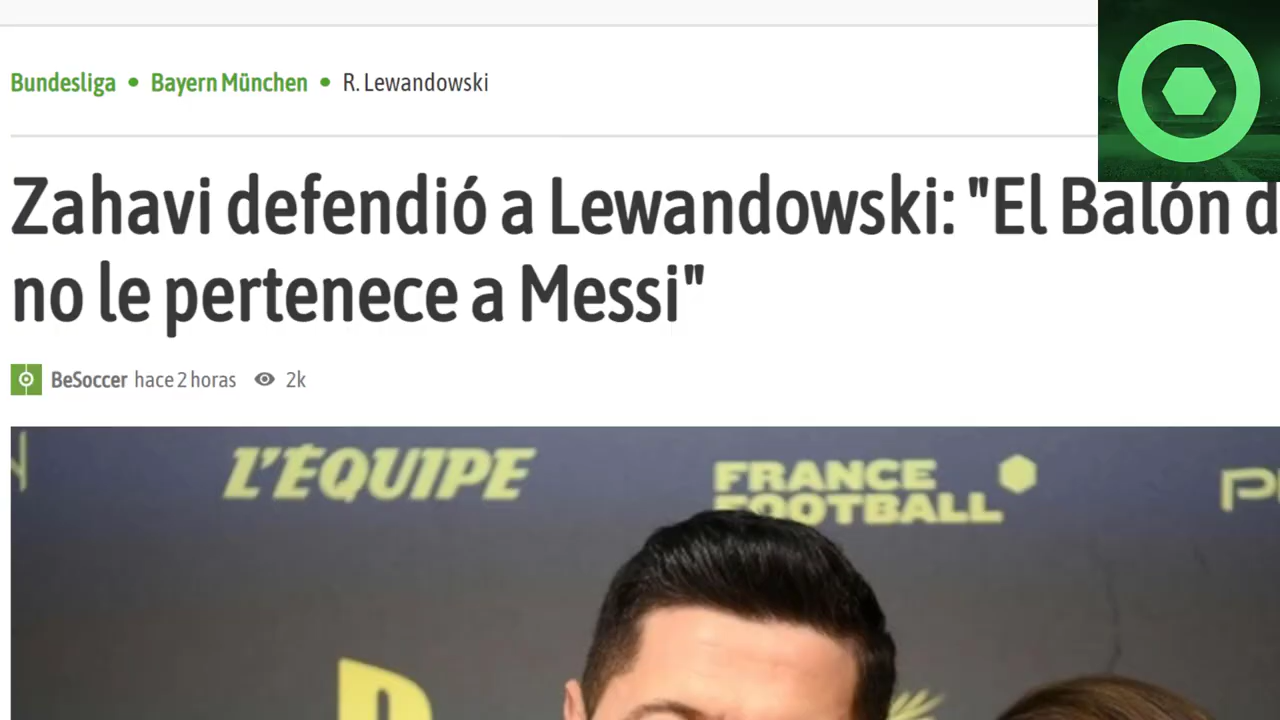 Bundesliga • Bayern München • R. Lewandowski
Zahavi defendió a Lewandowski: "El Balón d
no le pertenece a Messi"
BeSoccer hace 2 horas 2k
L'ÉQUIPE
FRANCE
FOOTBALL